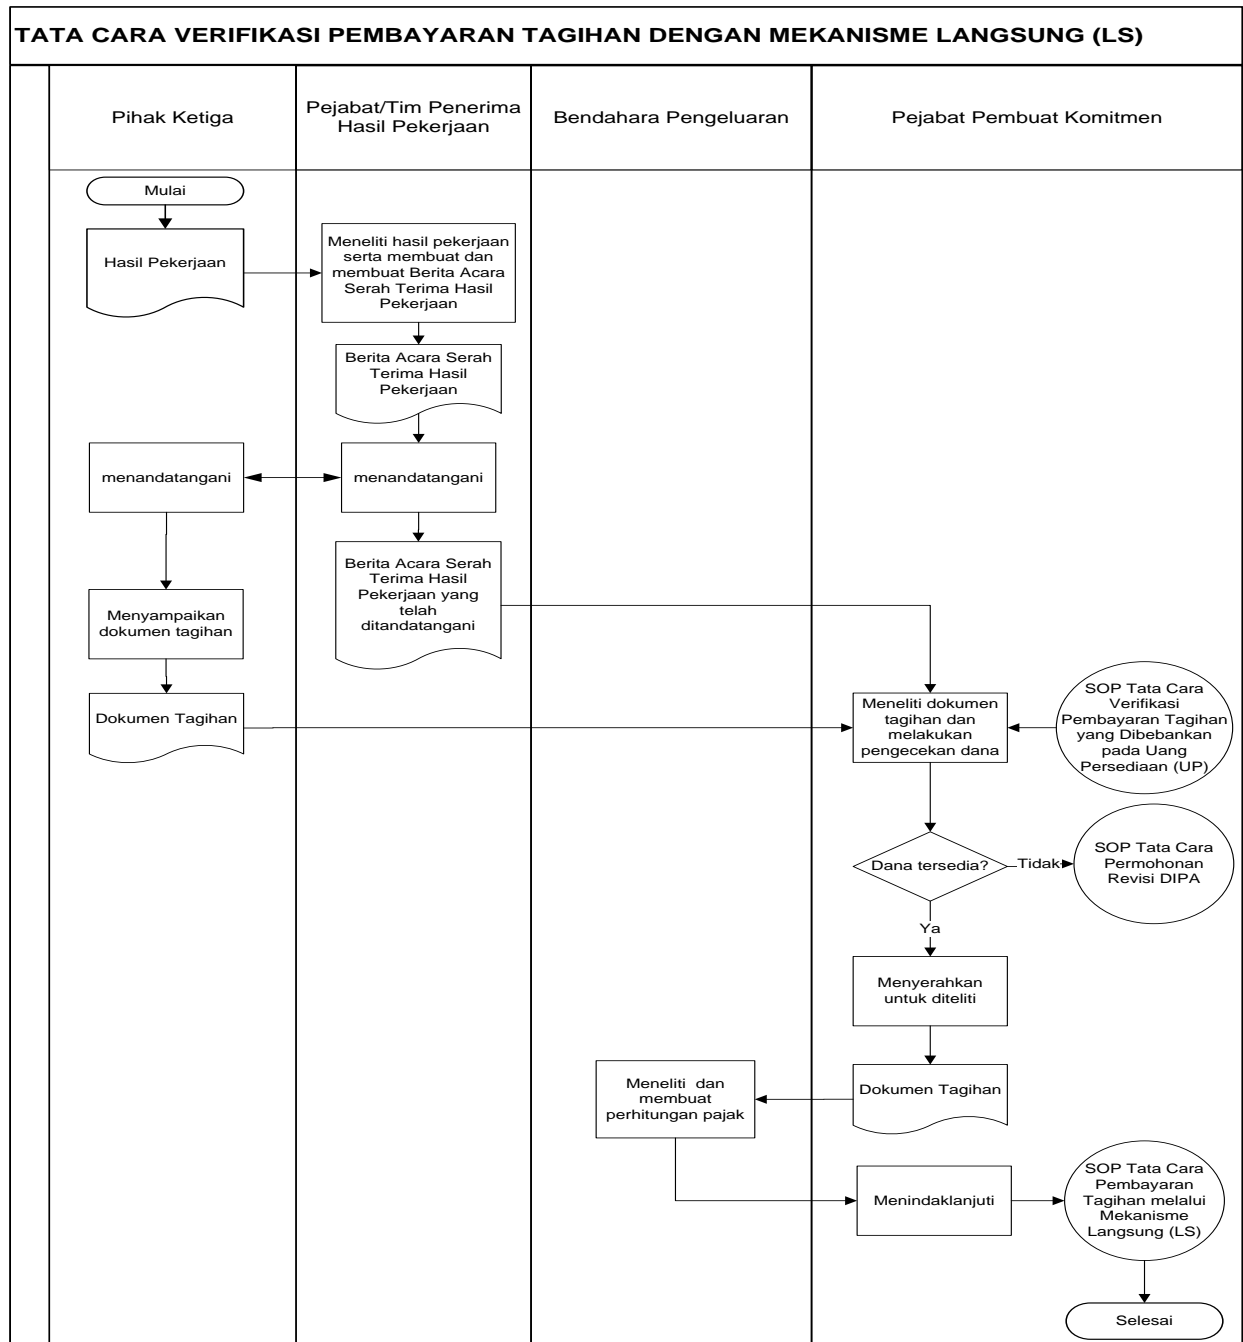 TATA CARA VERIFIKASI PEMBAYARAN TAGIHAN DENGAN MEKANISME LANGSUNG (LS)
Pihak Ketiga
Pejabat/Tim Penerima
Hasil Pekerjaan
Bendahara Pengeluaran
Pejabat Pembuat Komitmen
Mulai
Hasil Pekerjaan
Meneliti hasil pekerjaan
serta membuat dan
membuat Berita Acara
Serah Terima Hasil
Pekerjaan
Berita Acara Serah
Terima Hasil
Pekerjaan
menandatangani
menandatangani
Berita Acara Serah
Terima Hasil
Pekerjaan yang
telah
ditandatangani
Menyampaikan
dokumen tagihan
Dokumen Tagihan
Meneliti dokumen
tagihan dan
melakukan
pengecekan dana
SOP Tata Cara
Verifikasi
Pembayaran Tagihan
yang Dibebankan
pada Uang
Persediaan (UP)
Dana tersedia?
Tidak
SOP Tata Cara
Permohonan
Revisi DIPA
Ya
Menyerahkan
untuk diteliti
Dokumen Tagihan
Meneliti dan
membuat
perhitungan pajak
Menindaklanjuti
SOP Tata Cara
Pembayaran
Tagihan melalui
Mekanisme
Langsung (LS)
Selesai